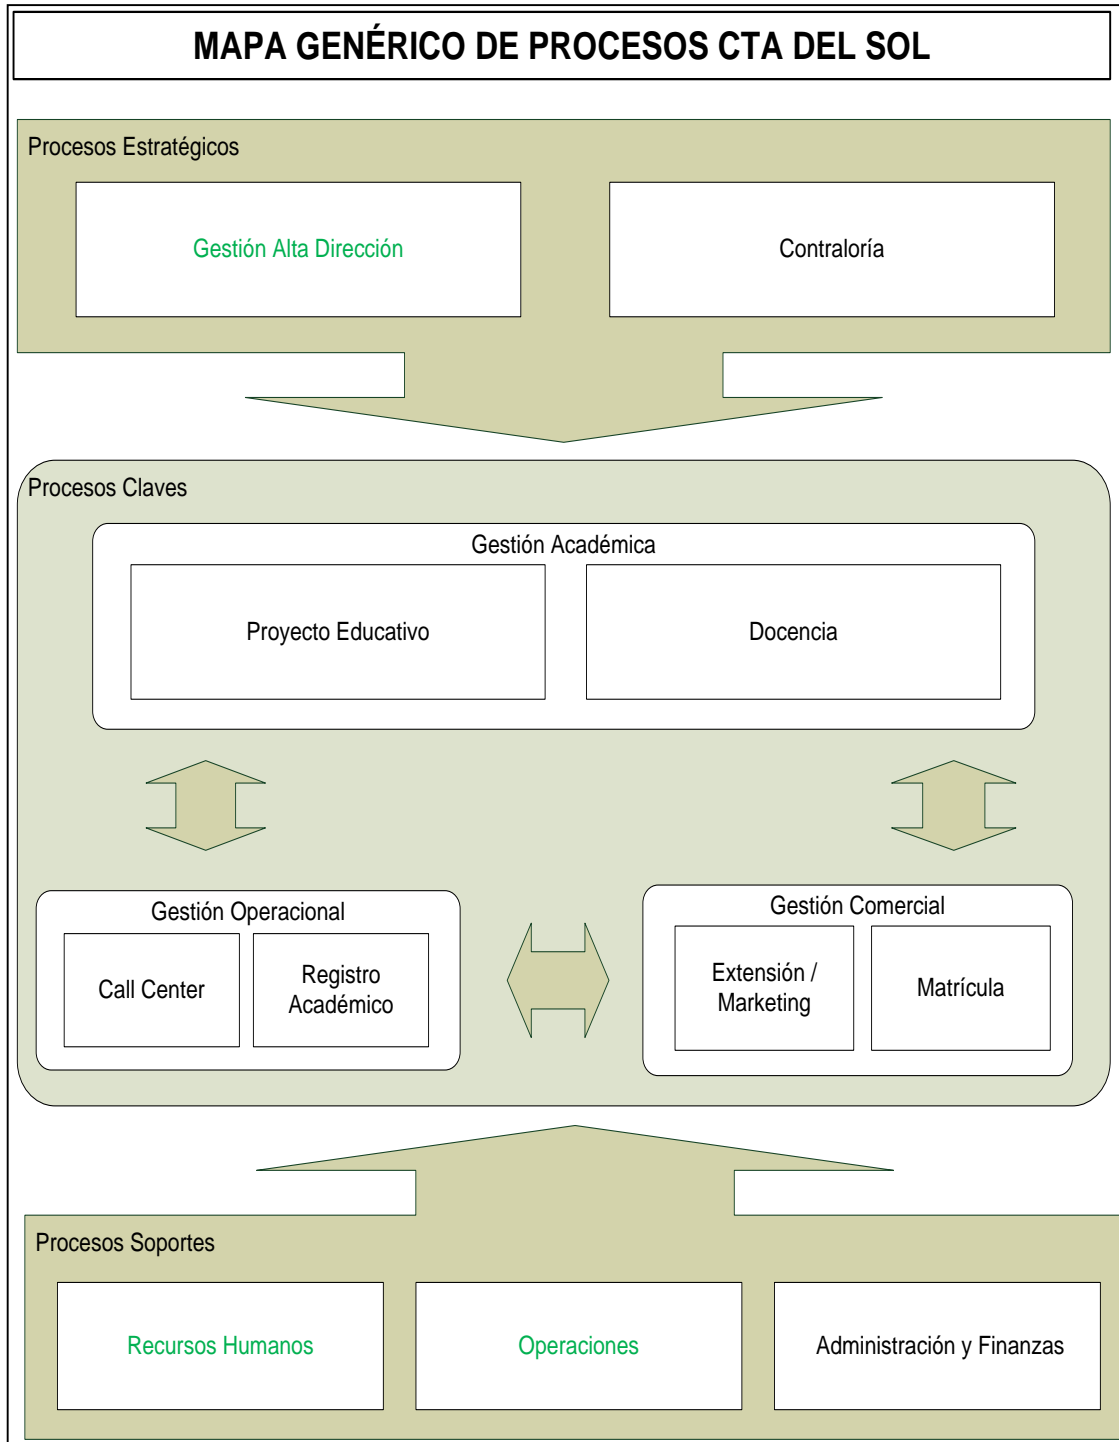 MAPA GENÉRICO DE PROCESOS CTA DEL SOL
Procesos Estratégicos
Gestión Alta Dirección
Contraloría
Procesos Claves
Gestión Académica
Proyecto Educativo
Docencia
Gestión Operacional
Call Center
Registro
Académico
Gestión Comercial
Extensión /
Marketing
Matrícula
Procesos Soportes
Recursos Humanos
Operaciones
Administración y Finanzas